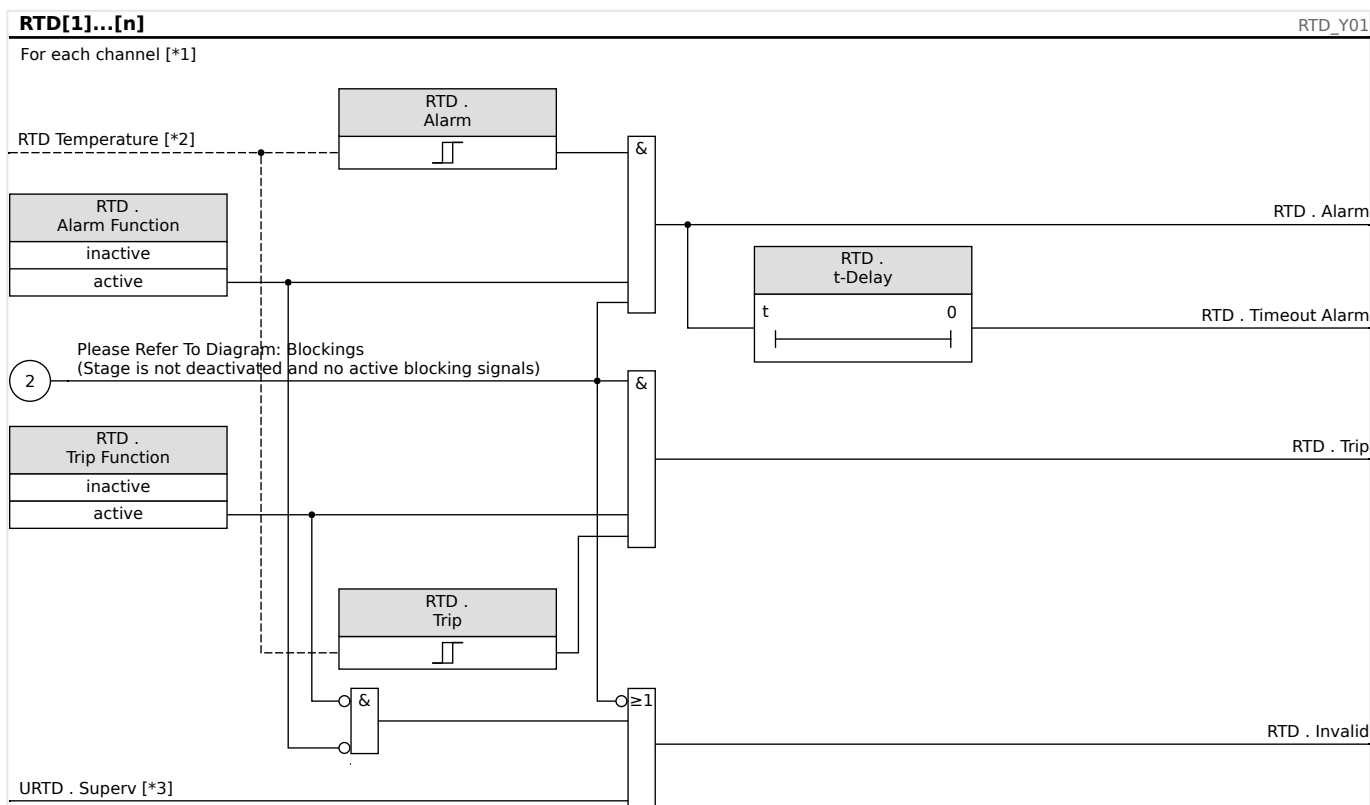 RTD[1]...[n]
RTD_Y01
For each channel [*1]
RTD .
Alarm
RTD Temperature [*2]
&
RTD .
Alarm Function
inactive
active
RTD . Alarm
RTD .
t-Delay
t 0
RTD . Timeout Alarm
Please Refer To Diagram: Blockings
(Stage is not deactivated and no active blocking signals)
2
&
RTD .
Trip Function
inactive
active
RTD . Trip
RTD .
Trip
&
≥1
RTD . Invalid
URTD . Superv [*3]